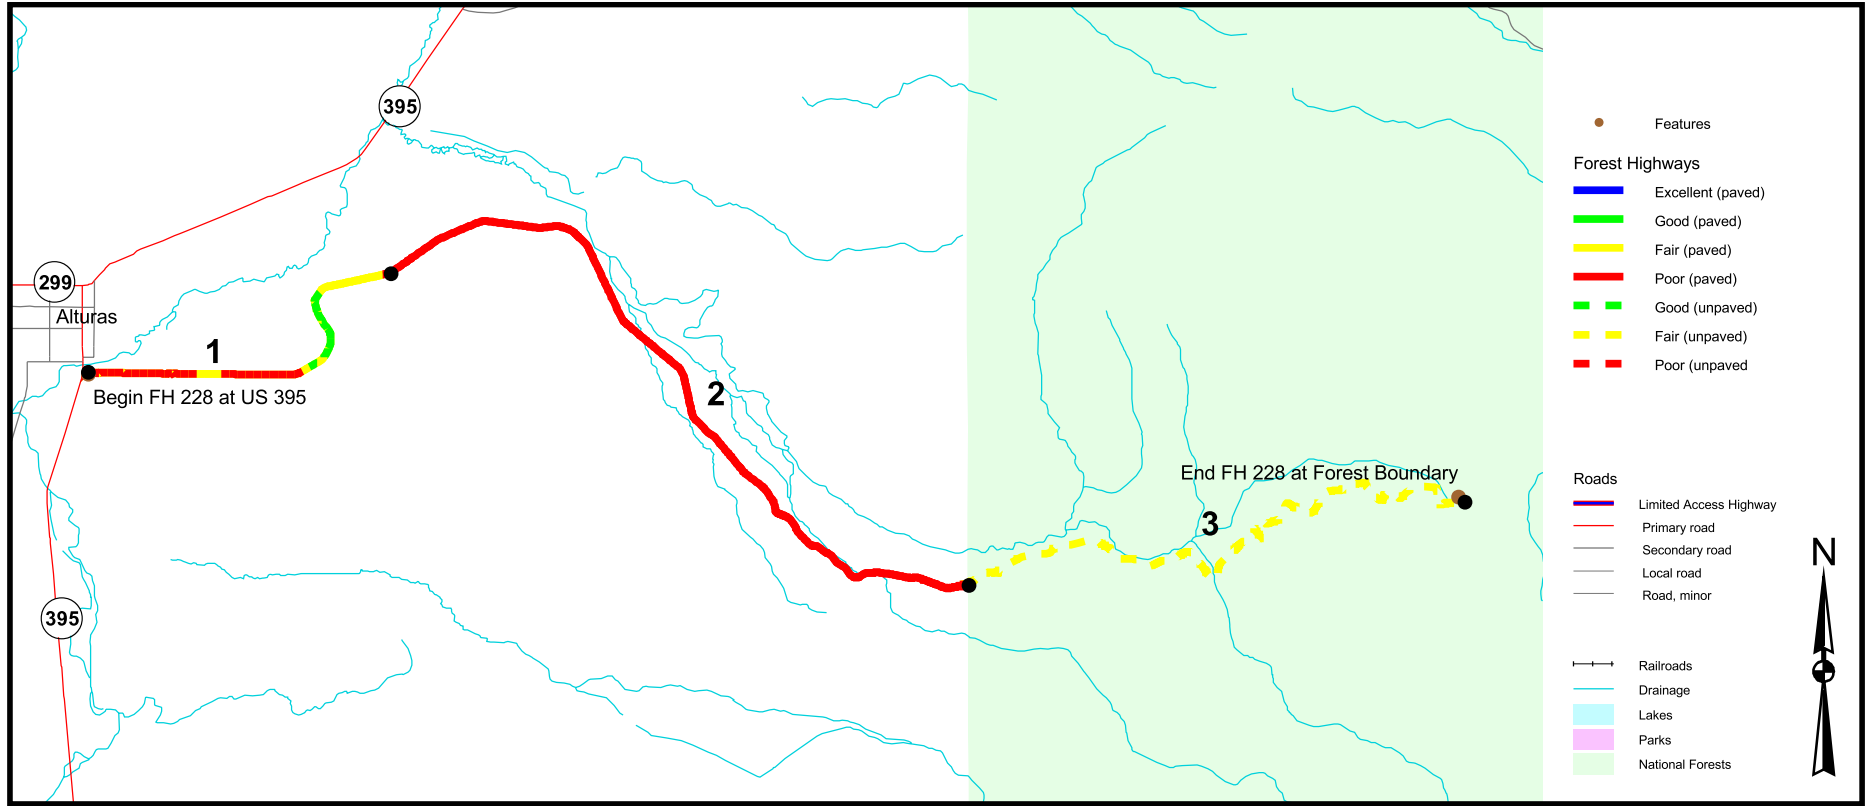 395
299
Alturas
1
Begin FH 228 at US 395
2
End FH 228 at Forest Boundary
3
395
Features
Forest Highways
Excellent (paved)
Good (paved)
Fair (paved)
Poor (paved)
Good (unpaved)
Fair (unpaved)
Poor (unpaved
Roads
Limited Access Highway
Primary road
Secondary road
Local road
Road, minor
Railroads
Drainage
Lakes
Parks
National Forests
N